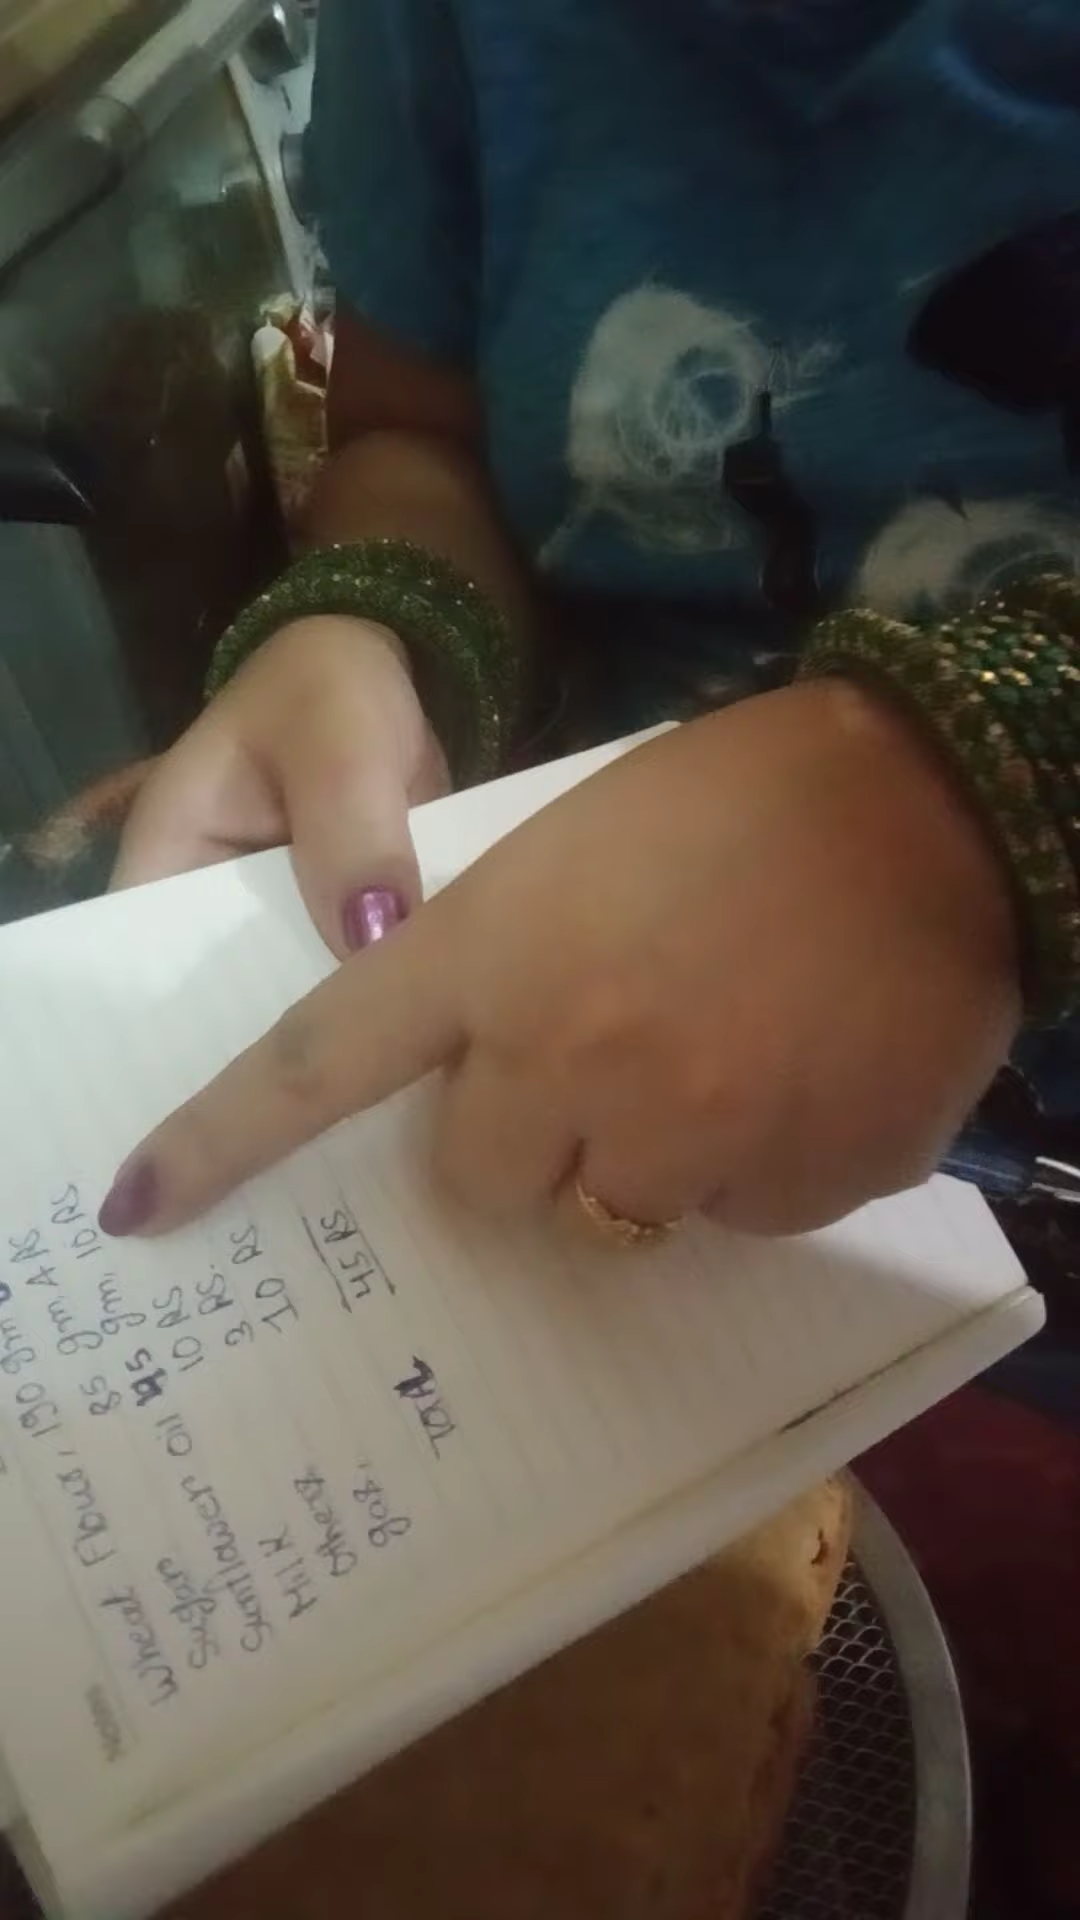 Wheat Flour, 190 gm
Sugar 85 gm. 4 RS
Sunflower oil 45 gm. 10 RS.
Milk 10 RS
Others 3 RS.
gas. 10 RS
TOTAL 45 RS